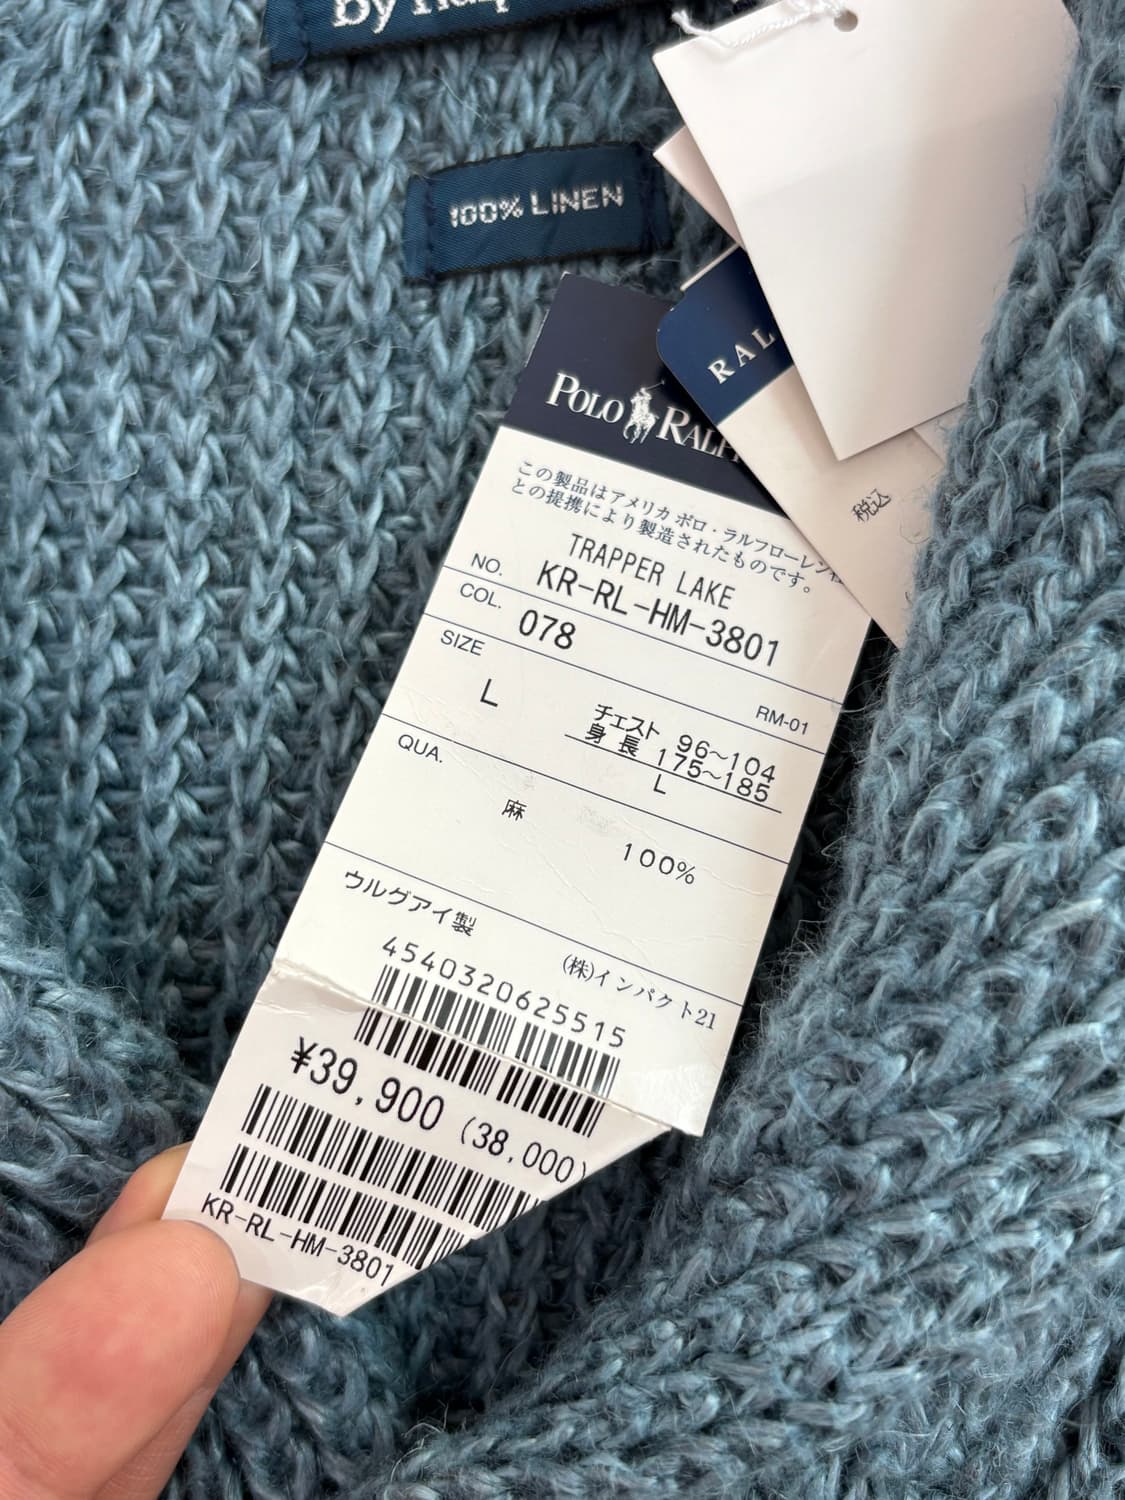 by
100% LINEN
RAL
POLO RALPH
税込
この製品はアメリカ ポロ・ラルフローレン社
との提携により製造されたものです。
TRAPPER LAKE
NO. KR-RL-HM-3801
COL. 078
RM-01
SIZE
L
チェスト 96~104
身長 175~185
L
QUA.
麻 100%
ウルグアイ製
(株)インパクト21
4540320625515
¥39,900 (38,000)
KR-RL-HM-3801